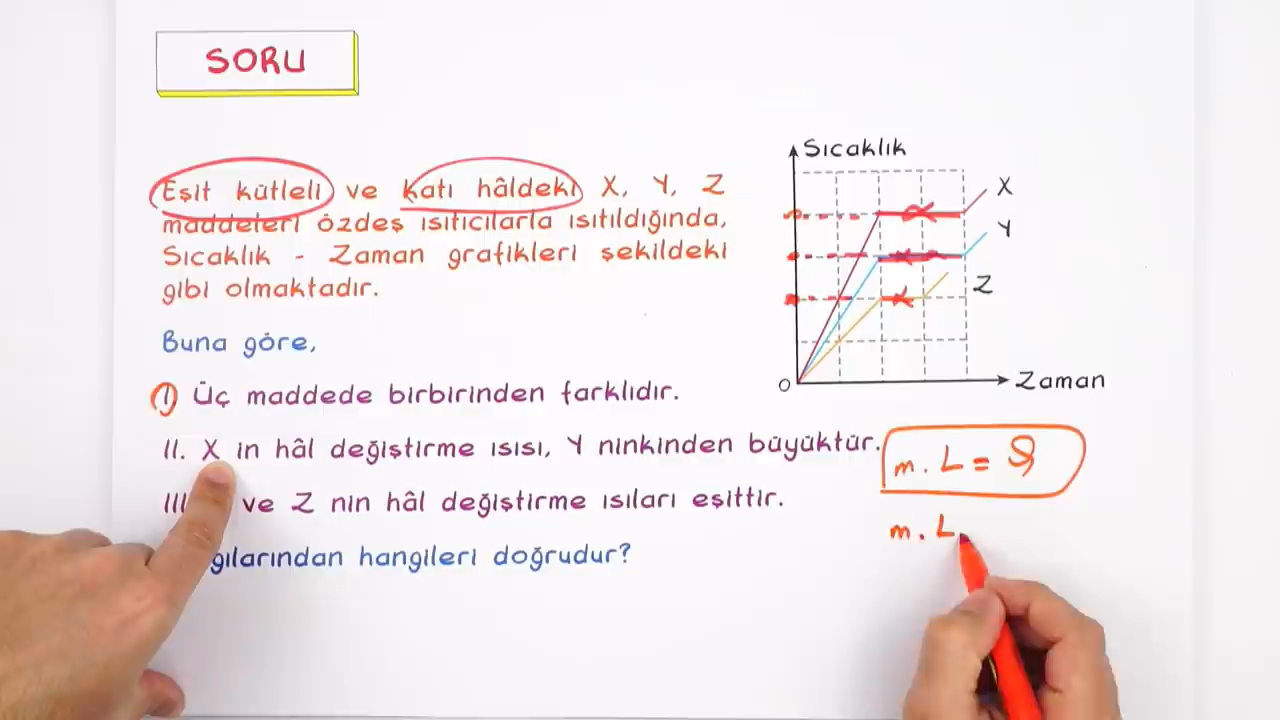 SORU
Eşit kütleli ve katı hâldeki X, Y, Z
maddeleri özdeş ısıtıcılarla ısıtıldığında,
Sıcaklık - Zaman grafikleri şekildeki
gibi olmaktadır.
Buna göre,
I Üç maddede birbirinden farklıdır.
II. X in hâl değiştirme ısısı, Y ninkinden büyüktür.
III ve Z nin hâl değiştirme ısıları eşittir.
gılarından hangileri doğrudur?
Sıcaklık
X
Y
Z
O
Zaman
m. L = Q
m. L